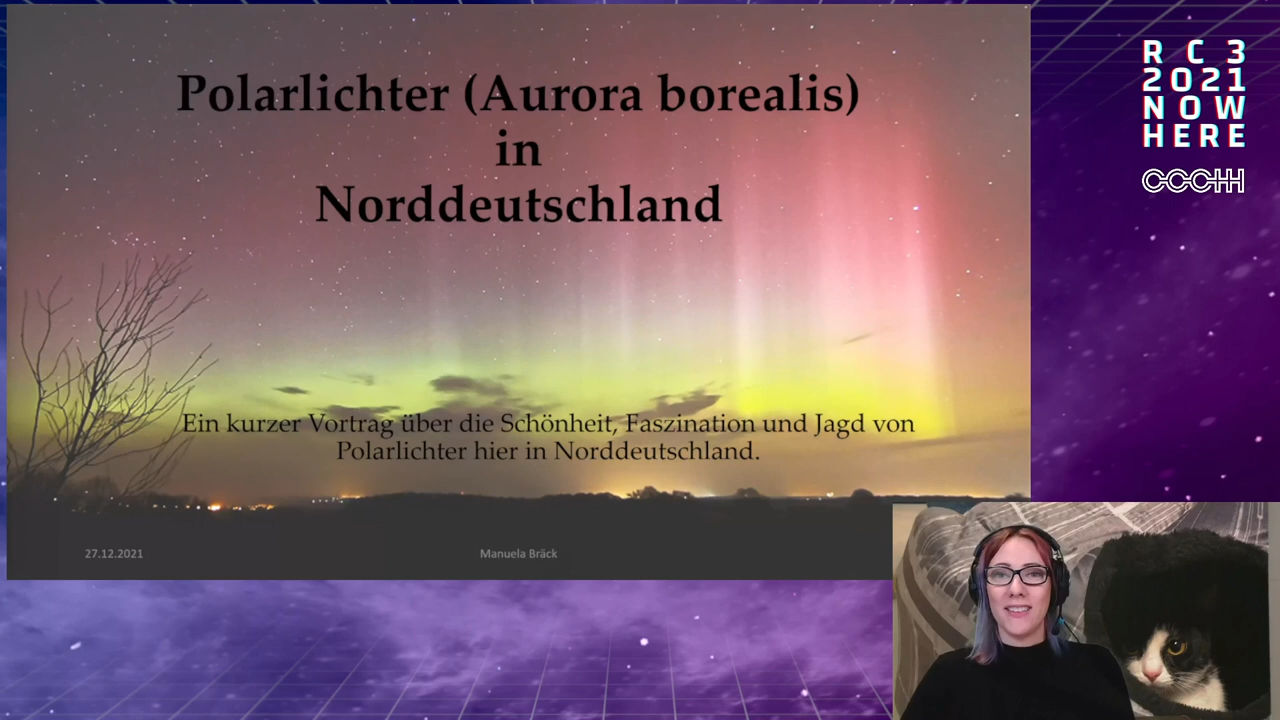 Polarlichter (Aurora borealis)
in
Norddeutschland
Ein kurzer Vortrag über die Schönheit, Faszination und Jagd von
Polarlichter hier in Norddeutschland.
27.12.2021
Manuela Bräck
R C 3
2021
N O W
HERE
CCCHH